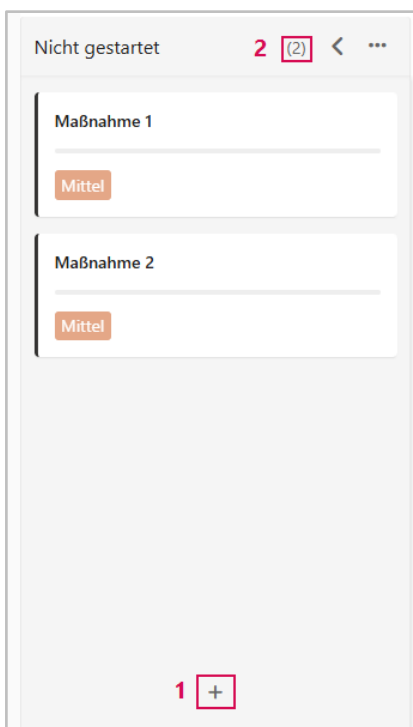 Nicht gestartet 2 (2) < •••
Maßnahme 1
Mittel
Maßnahme 2
Mittel
1 +